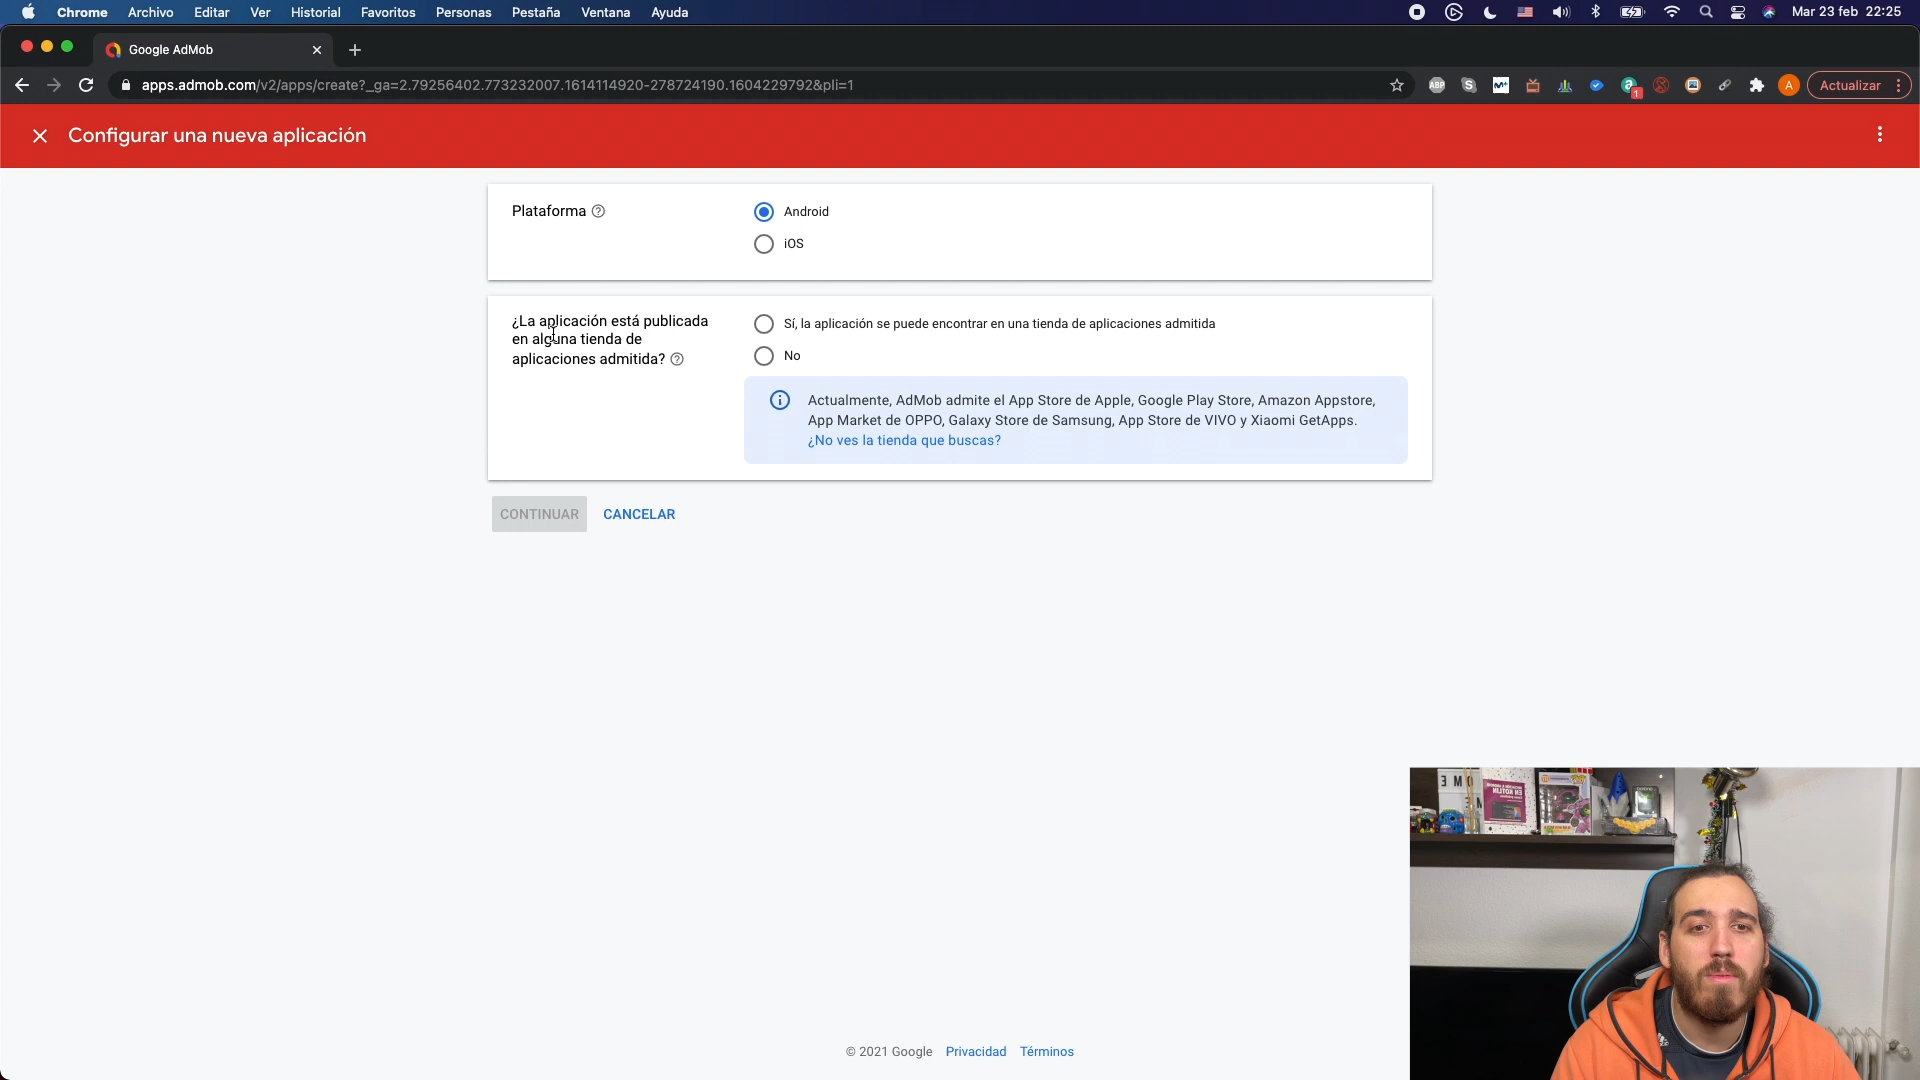 Chrome Archivo Editar Ver Historial Favoritos Personas Pestaña Ventana Ayuda Mar 23 feb 22:25
Google AdMob
apps.admob.com/v2/apps/create?_ga=2.79256402.773232007.1614114920-278724190.1604229792&pli=1
ABP
1
A
Actualizar
Configurar una nueva aplicación
Plataforma
Android
iOS
¿La aplicación está publicada
en alguna tienda de
aplicaciones admitida?
Sí, la aplicación se puede encontrar en una tienda de aplicaciones admitida
No
Actualmente, AdMob admite el App Store de Apple, Google Play Store, Amazon Appstore,
App Market de OPPO, Galaxy Store de Samsung, App Store de VIVO y Xiaomi GetApps.
¿No ves la tienda que buscas?
CONTINUAR CANCELAR
© 2021 Google Privacidad Términos